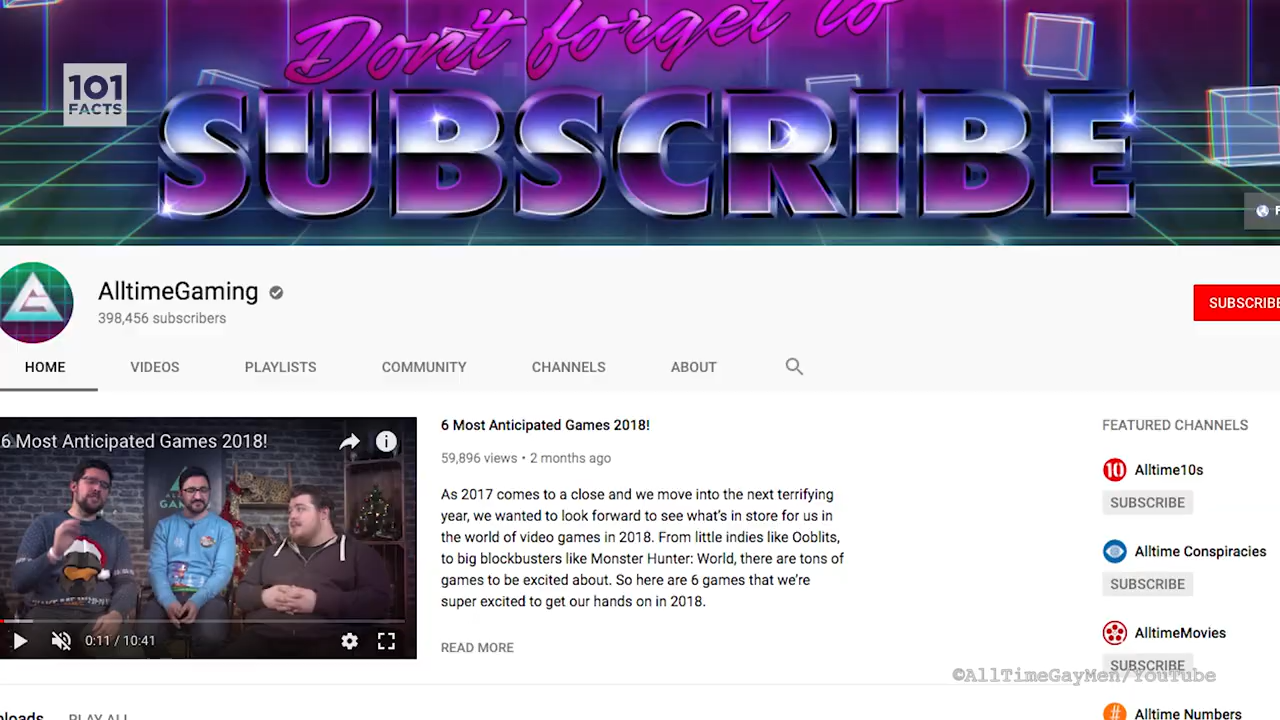 Don't forget to
SUBSCRIBE
101
FACTS
AlltimeGaming
398,456 subscribers
SUBSCRIBE
HOME
VIDEOS
PLAYLISTS
COMMUNITY
CHANNELS
ABOUT
6 Most Anticipated Games 2018!
0:11 / 10:41
6 Most Anticipated Games 2018!
59,896 views • 2 months ago
As 2017 comes to a close and we move into the next terrifying
year, we wanted to look forward to see what's in store for us in
the world of video games in 2018. From little indies like Ooblits,
to big blockbusters like Monster Hunter: World, there are tons of
games to be excited about. So here are 6 games that we're
super excited to get our hands on in 2018.
READ MORE
FEATURED CHANNELS
10
Alltime10s
SUBSCRIBE
Alltime Conspiracies
SUBSCRIBE
AlltimeMovies
SUBSCRIBE
#
Alltime Numbers
©AllTimeGayMen/YouTube
loads
PLAY ALL